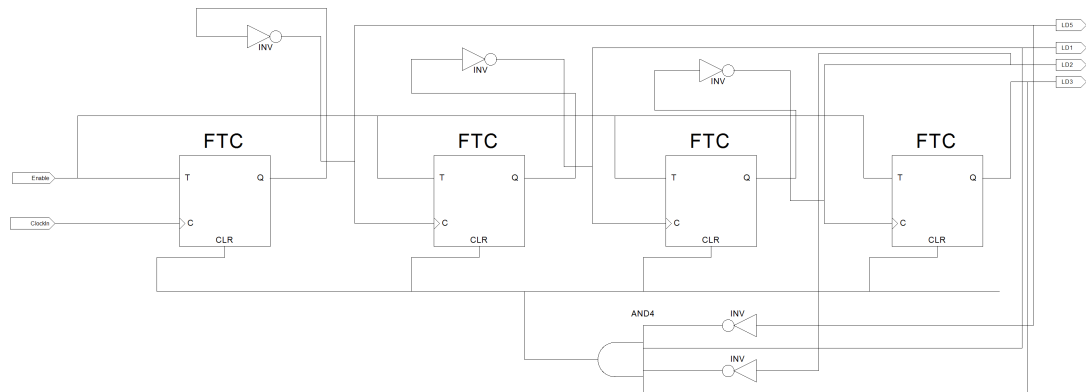 LD5
LD1
LD2
LD3
INV
INV
INV
FTC
FTC
FTC
FTC
Enable
T
Q
T
Q
T
Q
T
Q
ClockIn
C
C
C
C
CLR
CLR
CLR
CLR
AND4
INV
INV